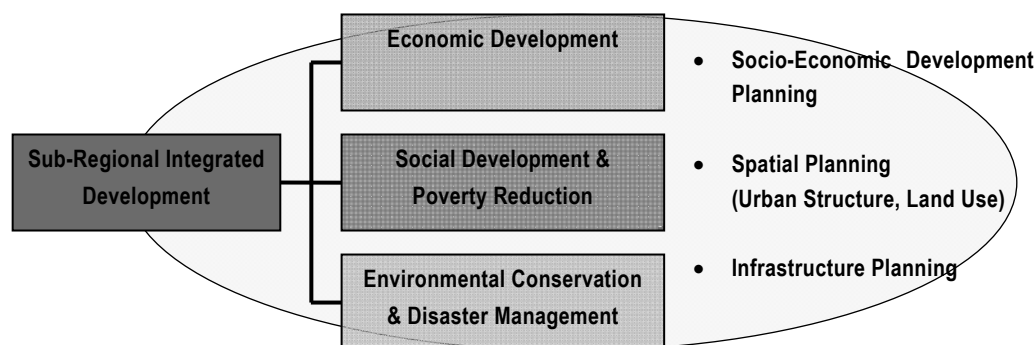 Economic Development
Sub-Regional Integrated
Development
Social Development &
Poverty Reduction
Environmental Conservation
& Disaster Management
• Socio-Economic Development
Planning
• Spatial Planning
(Urban Structure, Land Use)
• Infrastructure Planning